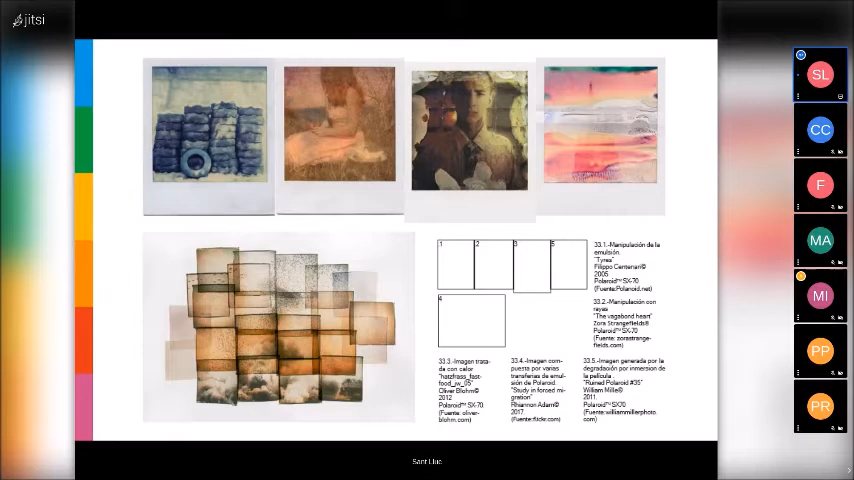 jitsi
SL
CC
F
MA
MI
PP
PR
1
2
3
5
4
33.1.-Manipulación de la
emulsión.
"Tyres"
Filippo Centenari©
2005
Polaroid™ SX-70
(Fuente:Polanoid.net)
33.2.-Manipulación con
rayas
"The vagabond heart"
Zora Strangefields®
Polaroid™ SX-70
(Fuente: zorastrange-
fields.com)
33.3.-Imagen trata-
da con calor
"hatzfrass_fast-
food_jw_05"
Oliver Blohm©
2012
Polaroid™ SX-70
(Fuente: oliver-
blohm.com)
33.4.-Imagen com-
puesta por varias
transferias de emul-
sión de Polaroid.
"Study in forced mi-
gration"
Rhiannon Adam©
2017.
(Fuente:flickr.com)
33.5.-Imagen generada por la
degradación por inmersion de
la película .
"Ruined Polaroid #35"
William Miller©
2011.
Polaroid™ SX70
(Fuente:williammillerphoto.
com)
Sant Lluc